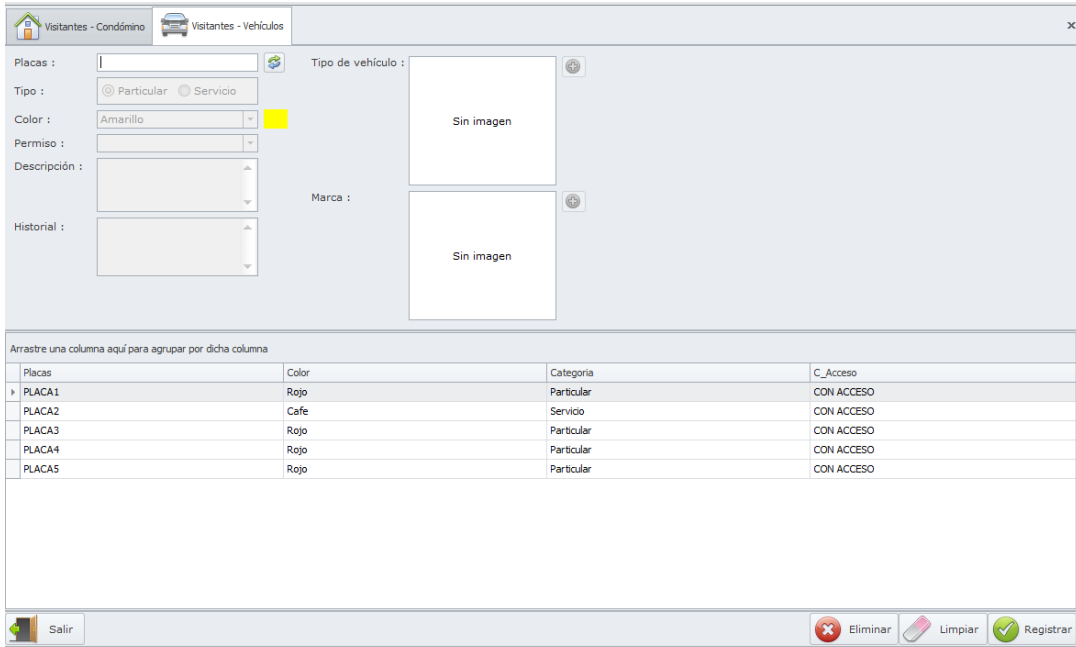 Visitantes - Condómino
Visitantes - Vehículos
x
Placas :
Tipo de vehículo :
Tipo :
Particular
Servicio
Sin imagen
Color :
Amarillo
Permiso :
Descripción :
Marca :
Historial :
Sin imagen
Arrastre una columna aquí para agrupar por dicha columna
Placas Color Categoria C_Acceso
PLACA1 Rojo Particular CON ACCESO
PLACA2 Cafe Servicio CON ACCESO
PLACA3 Rojo Particular CON ACCESO
PLACA4 Rojo Particular CON ACCESO
PLACA5 Rojo Particular CON ACCESO
Salir
Eliminar
Limpiar
Registrar